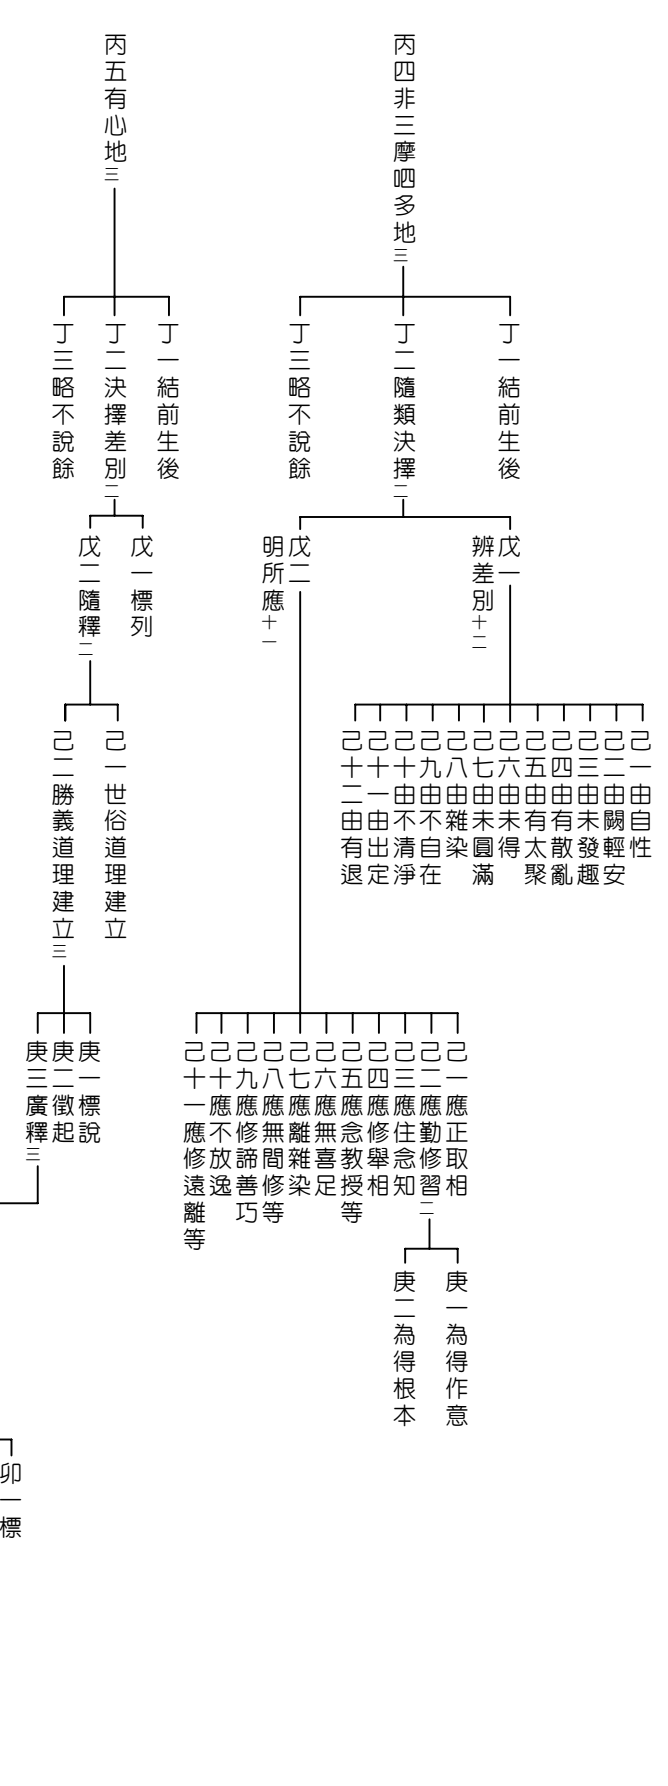 丙四非三摩呬多地三
丁一結前生後
丁二隨類決擇二
戊一
辨差別十二
己一由自性
己二由闕輕安
己三由未發趣
己四由有散亂
己五由有太聚
己六由未得
己七由未圓滿
己八由雜染
己九由不自在
己十由不清淨
己十一由出定
己十二由有退
戊二
明所應十一
己一應正取相
己二應勤修習二
庚一為得作意
庚二為得根本
己三應住念知
己四應修舉相
己五應念教授等
己六應無喜足
己七應離雜染
己八應無間修等
己九應修諦善巧
己十應不放逸
己十一應修遠離等
丁三略不說餘
丙五有心地三
丁一結前生後
丁二決擇差別二
戊一標列
戊二隨釋二
己一世俗道理建立
己二勝義道理建立三
庚一標說
庚二徵起
庚三廣釋三
丁三略不說餘
卯一標